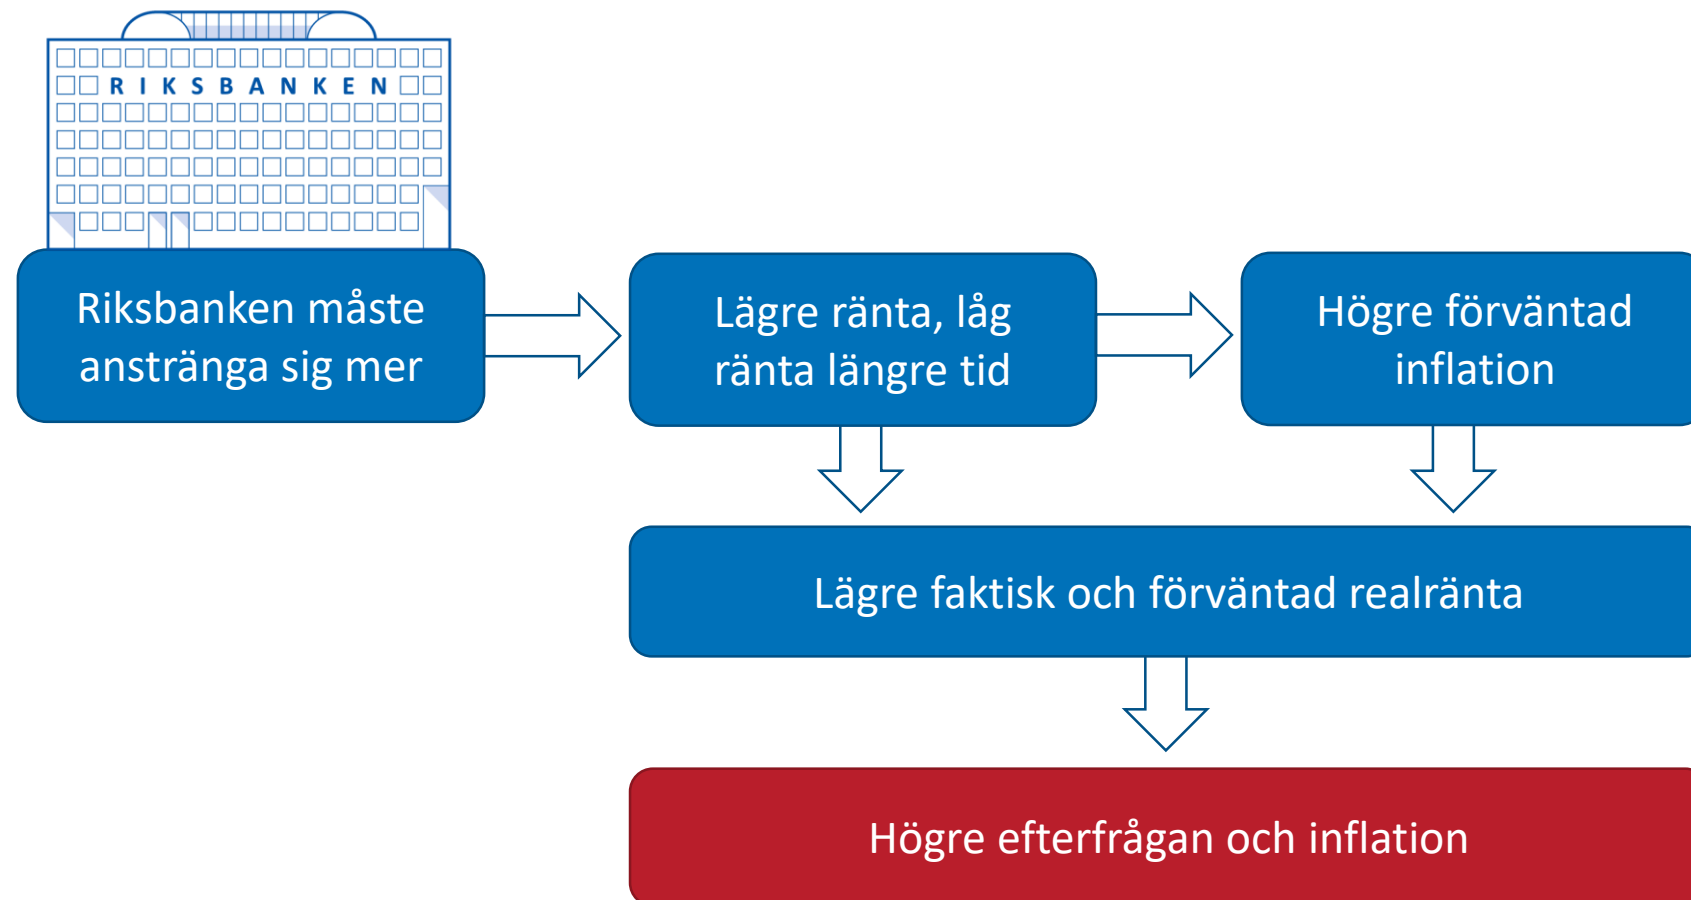 RIKSBANKEN
Riksbanken måste
anstränga sig mer
Lägre ränta, låg
ränta längre tid
Högre förväntad
inflation
Lägre faktisk och förväntad realränta
Högre efterfrågan och inflation